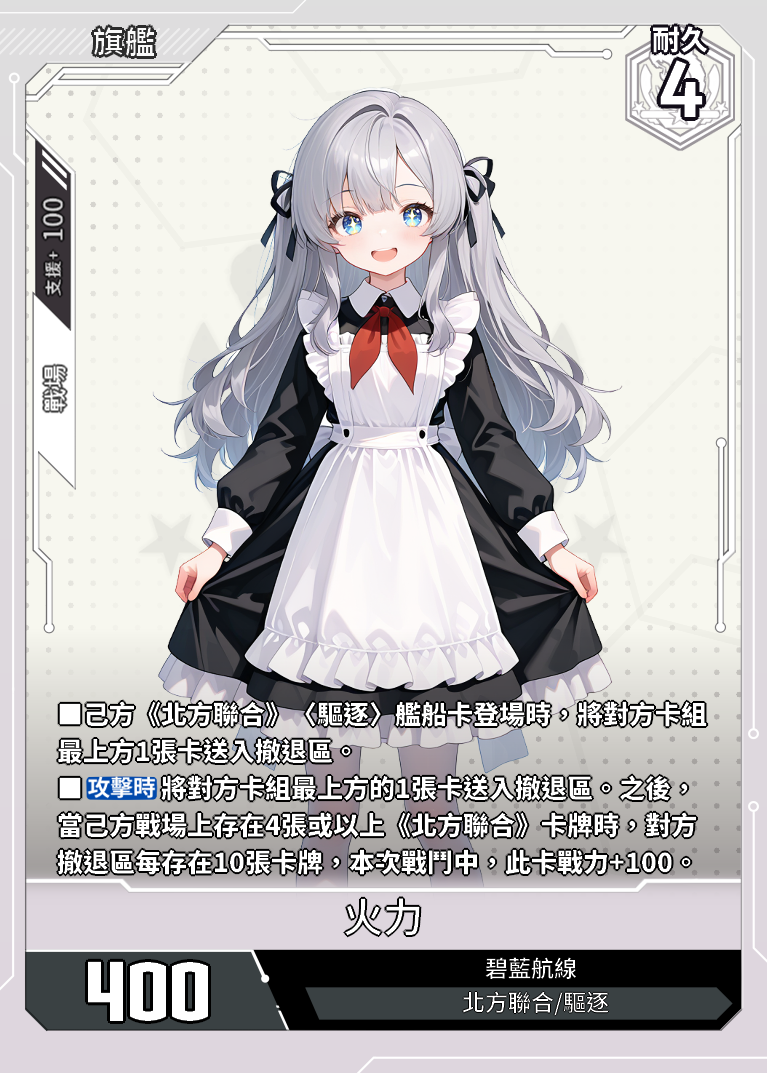 旗艦
耐久
4
支援+ 100
戰場
■己方《北方聯合》〈驅逐〉艦船卡登場時，將對方卡組
最上方1張卡送入撤退區。
■攻擊時將對方卡組最上方的1張卡送入撤退區。之後，
當己方戰場上存在4張或以上《北方聯合》卡牌時，對方
撤退區每存在10張卡牌，本次戰鬥中，此卡戰力+100。
火力
400
碧藍航線
北方聯合/驅逐